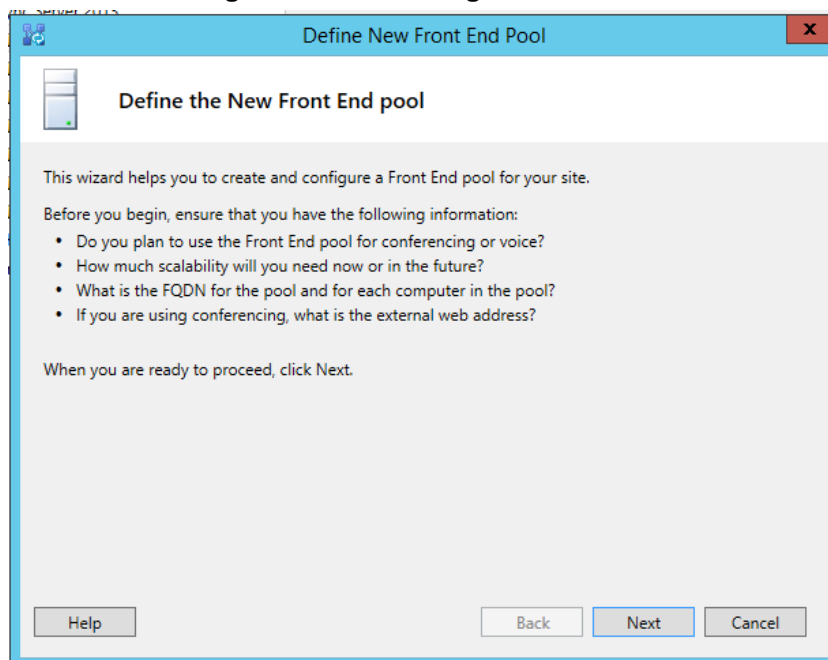 Define New Front End Pool
x
Define the New Front End pool
This wizard helps you to create and configure a Front End pool for your site.
Before you begin, ensure that you have the following information:
• Do you plan to use the Front End pool for conferencing or voice?
• How much scalability will you need now or in the future?
• What is the FQDN for the pool and for each computer in the pool?
• If you are using conferencing, what is the external web address?
When you are ready to proceed, click Next.
Help Back Next Cancel